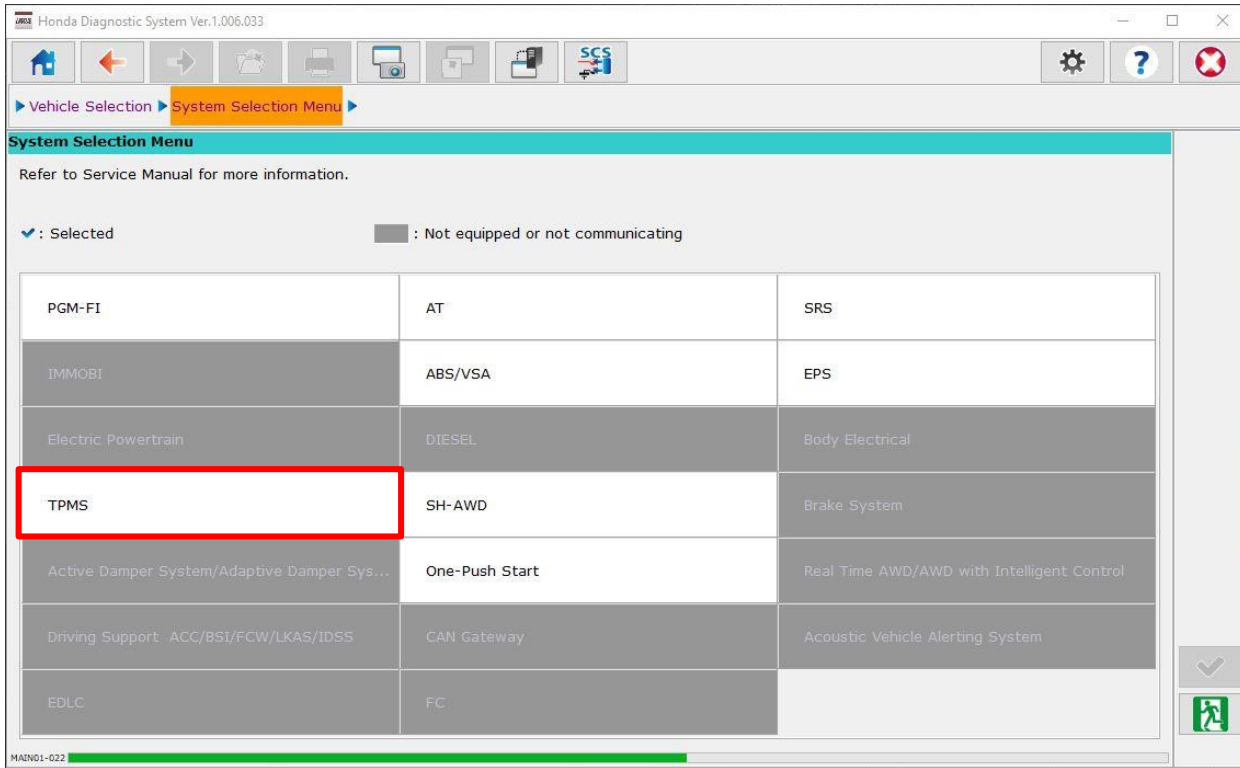 Honda Diagnostic System Ver.1.006.033
SCS
?
Vehicle Selection System Selection Menu
System Selection Menu
Refer to Service Manual for more information.
: Selected : Not equipped or not communicating
PGM-FI AT SRS
IMMOBI ABS/VSA EPS
Electric Powertrain DIESEL Body Electrical
TPMS SH-AWD Brake System
Active Damper System/Adaptive Damper Sys... One-Push Start Real Time AWD/AWD with Intelligent Control
Driving Support ACC/BSI/FCW/LKAS/IDSS CAN Gateway Acoustic Vehicle Alerting System
EDLC FC
MAIN01-022